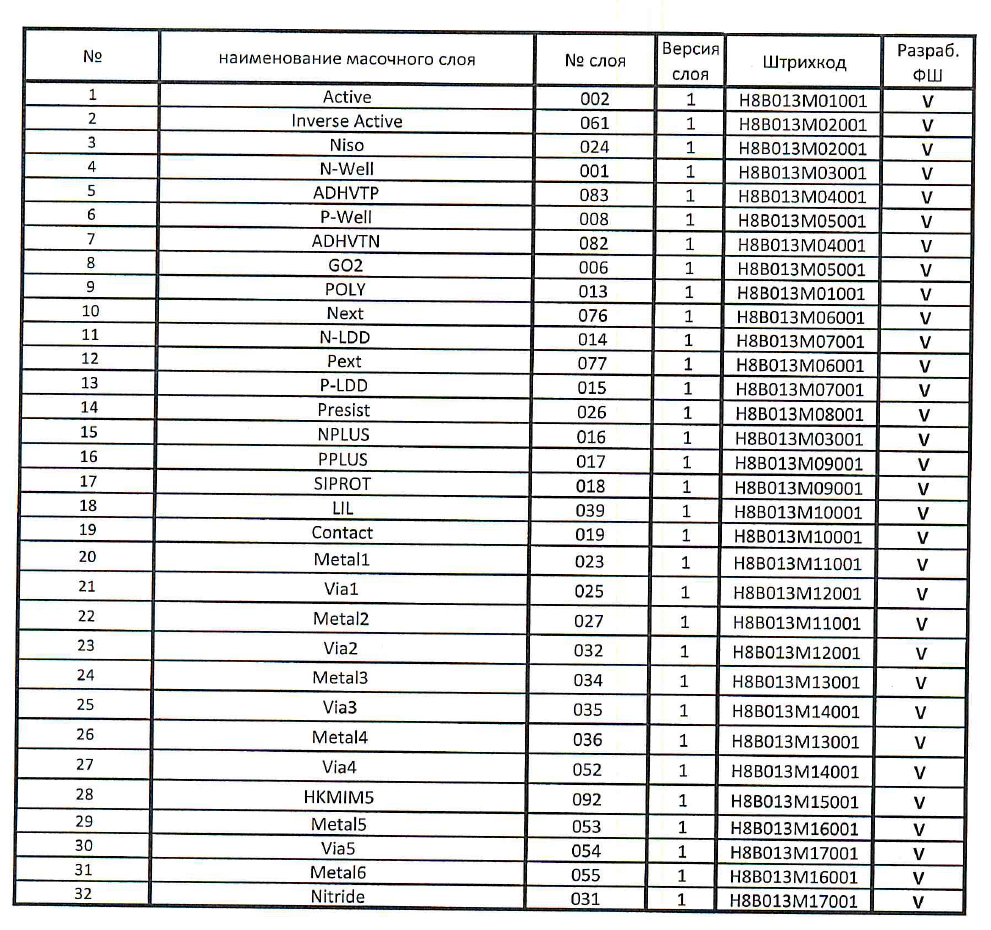 № наименование масочного слоя № слоя Версия слоя Штрихкод Разраб. ФШ
1 Active 002 1 H8B013M01001 V
2 Inverse Active 061 1 H8B013M02001 V
3 Niso 024 1 H8B013M02001 V
4 N-Well 001 1 H8B013M03001 V
5 ADHVTP 083 1 H8B013M04001 V
6 P-Well 008 1 H8B013M05001 V
7 ADHVTN 082 1 H8B013M04001 V
8 GO2 006 1 H8B013M05001 V
9 POLY 013 1 H8B013M01001 V
10 Next 076 1 H8B013M06001 V
11 N-LDD 014 1 H8B013M07001 V
12 Pext 077 1 H8B013M06001 V
13 P-LDD 015 1 H8B013M07001 V
14 Presist 026 1 H8B013M08001 V
15 NPLUS 016 1 H8B013M03001 V
16 PPLUS 017 1 H8B013M09001 V
17 SIPROT 018 1 H8B013M09001 V
18 LIL 039 1 H8B013M10001 V
19 Contact 019 1 H8B013M10001 V
20 Metal1 023 1 H8B013M11001 V
21 Via1 025 1 H8B013M12001 V
22 Metal2 027 1 H8B013M11001 V
23 Via2 032 1 H8B013M12001 V
24 Metal3 034 1 H8B013M13001 V
25 Via3 035 1 H8B013M14001 V
26 Metal4 036 1 H8B013M13001 V
27 Via4 052 1 H8B013M14001 V
28 HKMIM5 092 1 H8B013M15001 V
29 Metal5 053 1 H8B013M16001 V
30 Via5 054 1 H8B013M17001 V
31 Metal6 055 1 H8B013M16001 V
32 Nitride 031 1 H8B013M17001 V